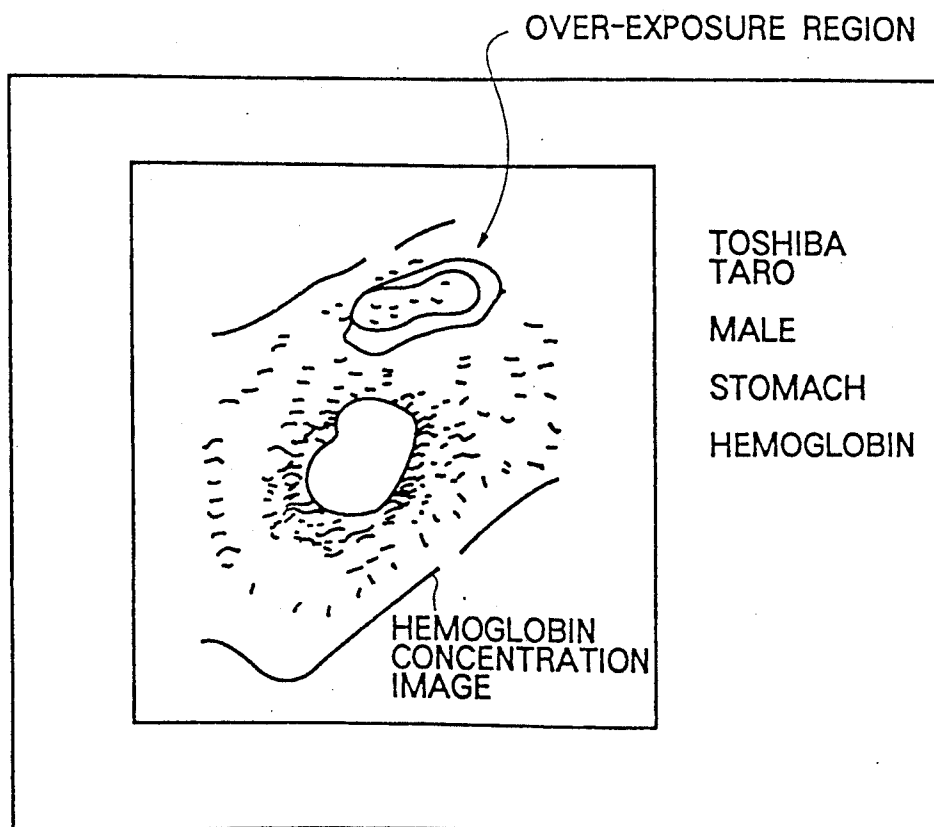 OVER-EXPOSURE REGION
TOSHIBA
TARO
MALE
STOMACH
HEMOGLOBIN
HEMOGLOBIN
CONCENTRATION
IMAGE